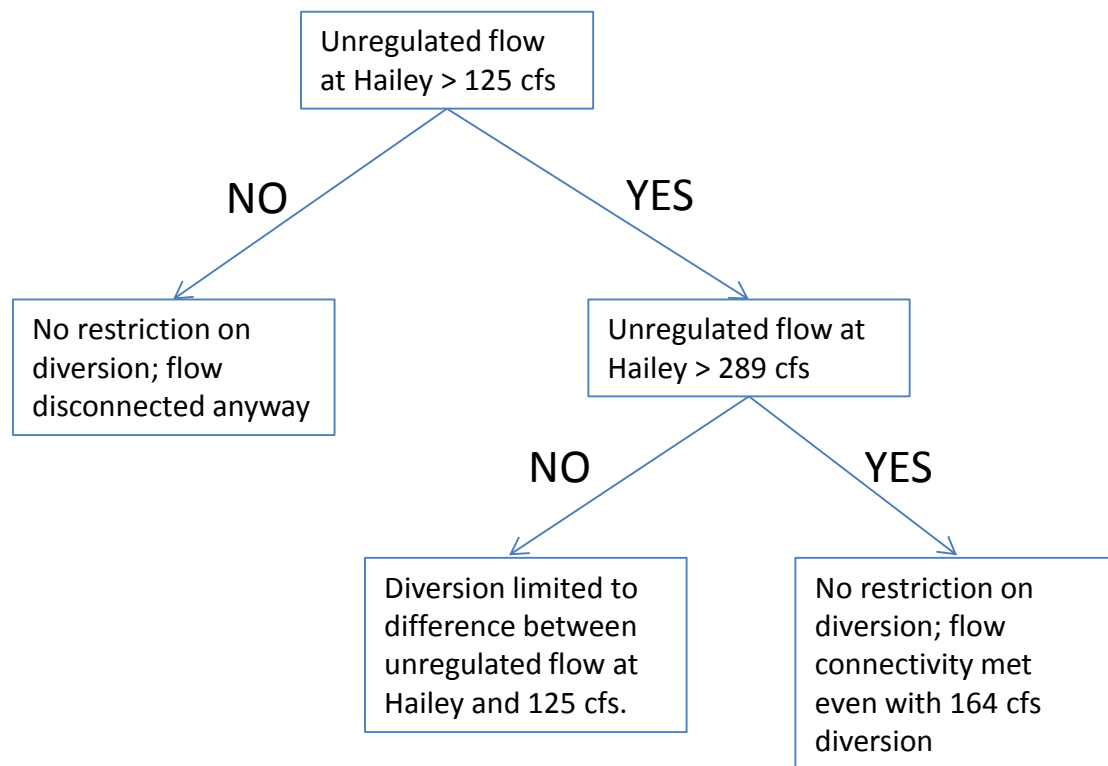 Unregulated flow
at Hailey > 125 cfs
NO
YES
No restriction on
diversion; flow
disconnected anyway
Unregulated flow at
Hailey > 289 cfs
NO
YES
Diversion limited to
difference between
unregulated flow at
Hailey and 125 cfs.
No restriction on
diversion; flow
connectivity met
even with 164 cfs
diversion